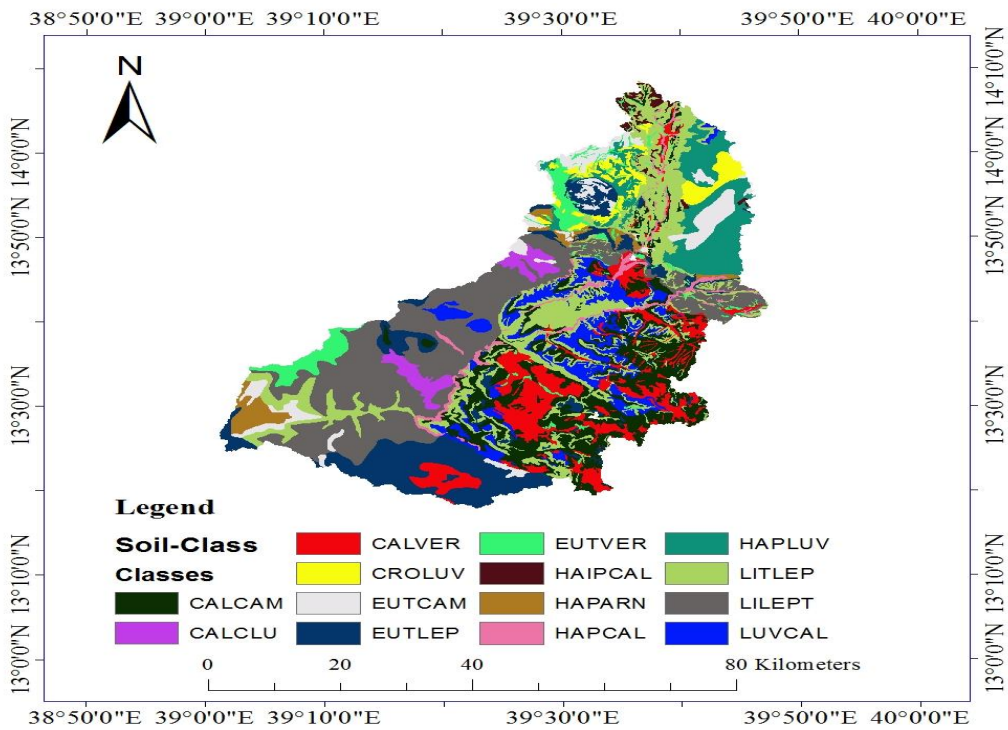 38°50'0"E 39°0'0"E 39°10'0"E 39°30'0"E 39°50'0"E 40°0'0"E
N
14°10'0"N
14°0'0"N 14°0'0"N
13°50'0"N 13°50'0"N
13°30'0"N 13°30'0"N
Legend
Soil-Class CALVER EUTVER HAPLUV
Classes CROLUV HAIPCAL LITLEP
CALCAM EUTCAM HAPARN LILEPT
CALCLU EUTLEP HAPCAL LUVCAL
13°10'0"N 13°10'0"N
13°0'0"N 13°0'0"N
0 20 40 80 Kilometers
38°50'0"E 39°0'0"E 39°10'0"E 39°30'0"E 39°50'0"E 40°0'0"E